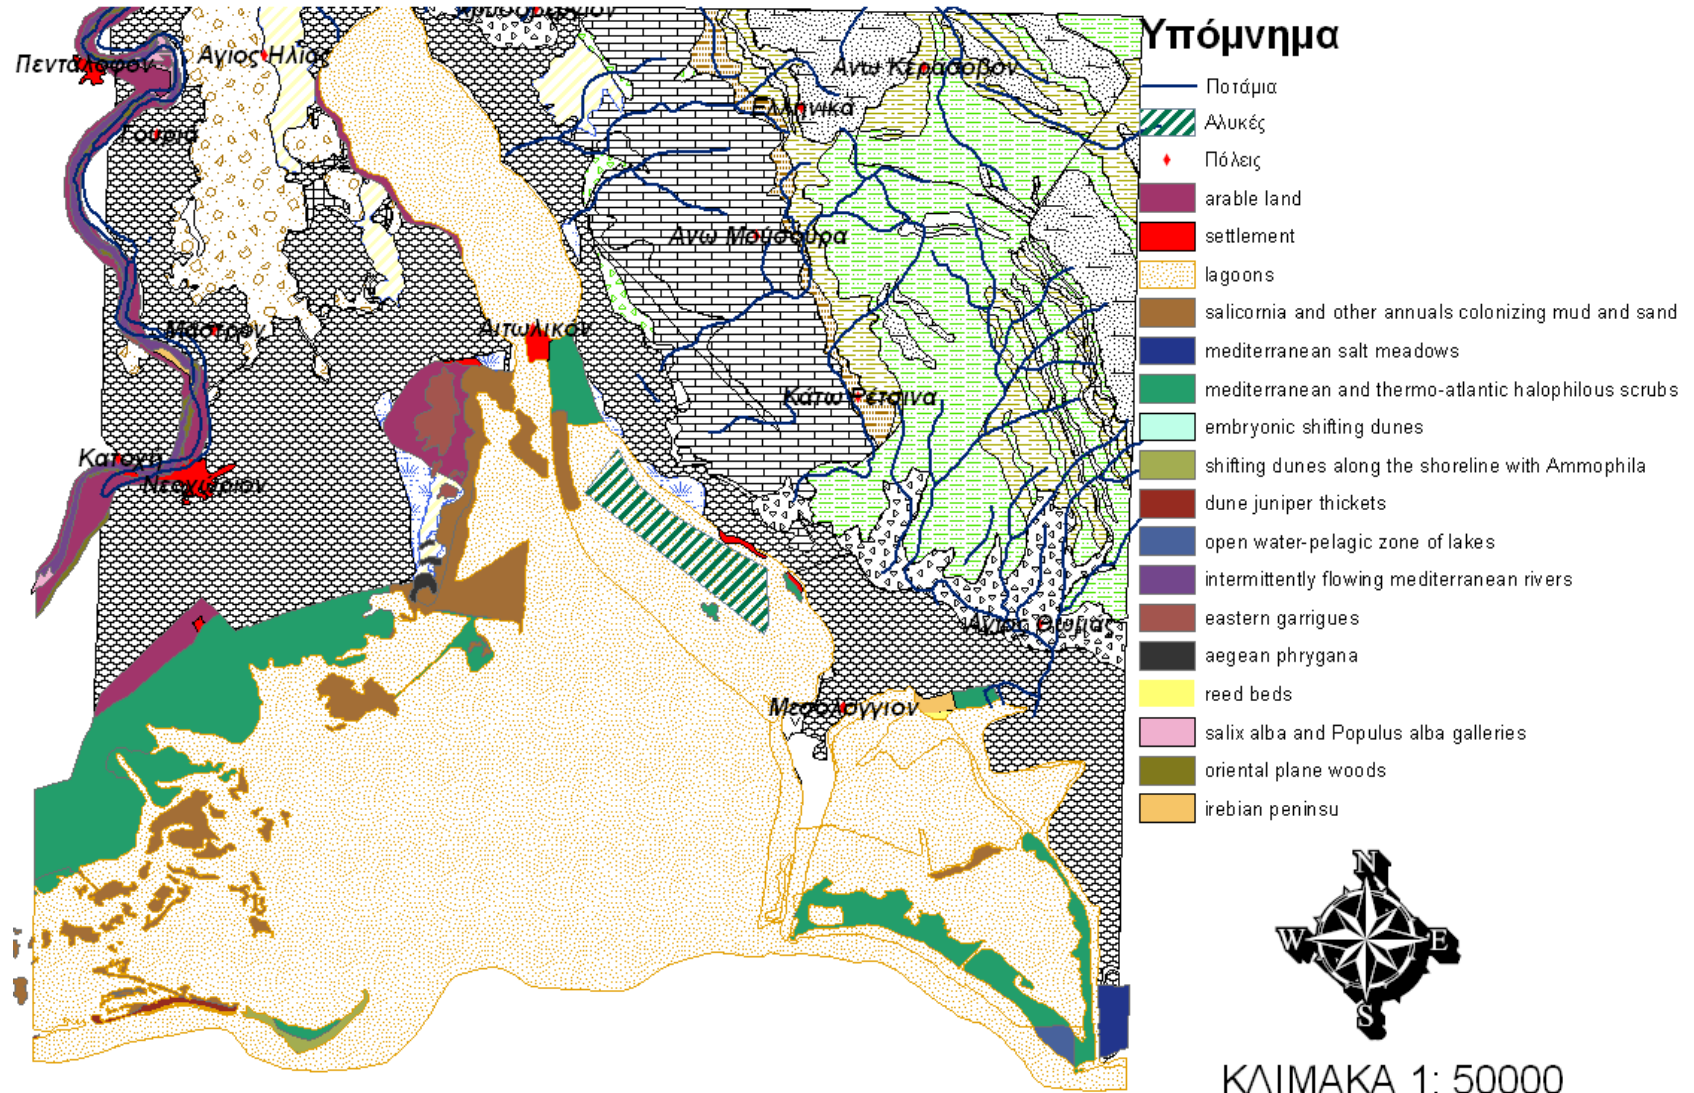 Πεντάλοφον
Αγιος Ηλίας
Ανω Κεράσοβον
Ελληνικά
Γουριά
Ανω Μούσουρα
Μάστρον
Αιτωλικόν
Κάτω Ρέτσινα
Κατοχή
Νεοχώριον
Αγιος Θωμάς
Μεσολόγγιον
Υπόμνημα
Ποτάμια
Αλυκές
Πόλεις
arable land
settlement
lagoons
salicornia and other annuals colonizing mud and sand
mediterranean salt meadows
mediterranean and thermo-atlantic halophilous scrubs
embryonic shifting dunes
shifting dunes along the shoreline with Ammophila
dune juniper thickets
open water-pelagic zone of lakes
intermittently flowing mediterranean rivers
eastern garrigues
aegean phrygana
reed beds
salix alba and Populus alba galleries
oriental plane woods
irebian peninsu
N
W E
S
ΚΛΙΜΑΚΑ 1: 50000